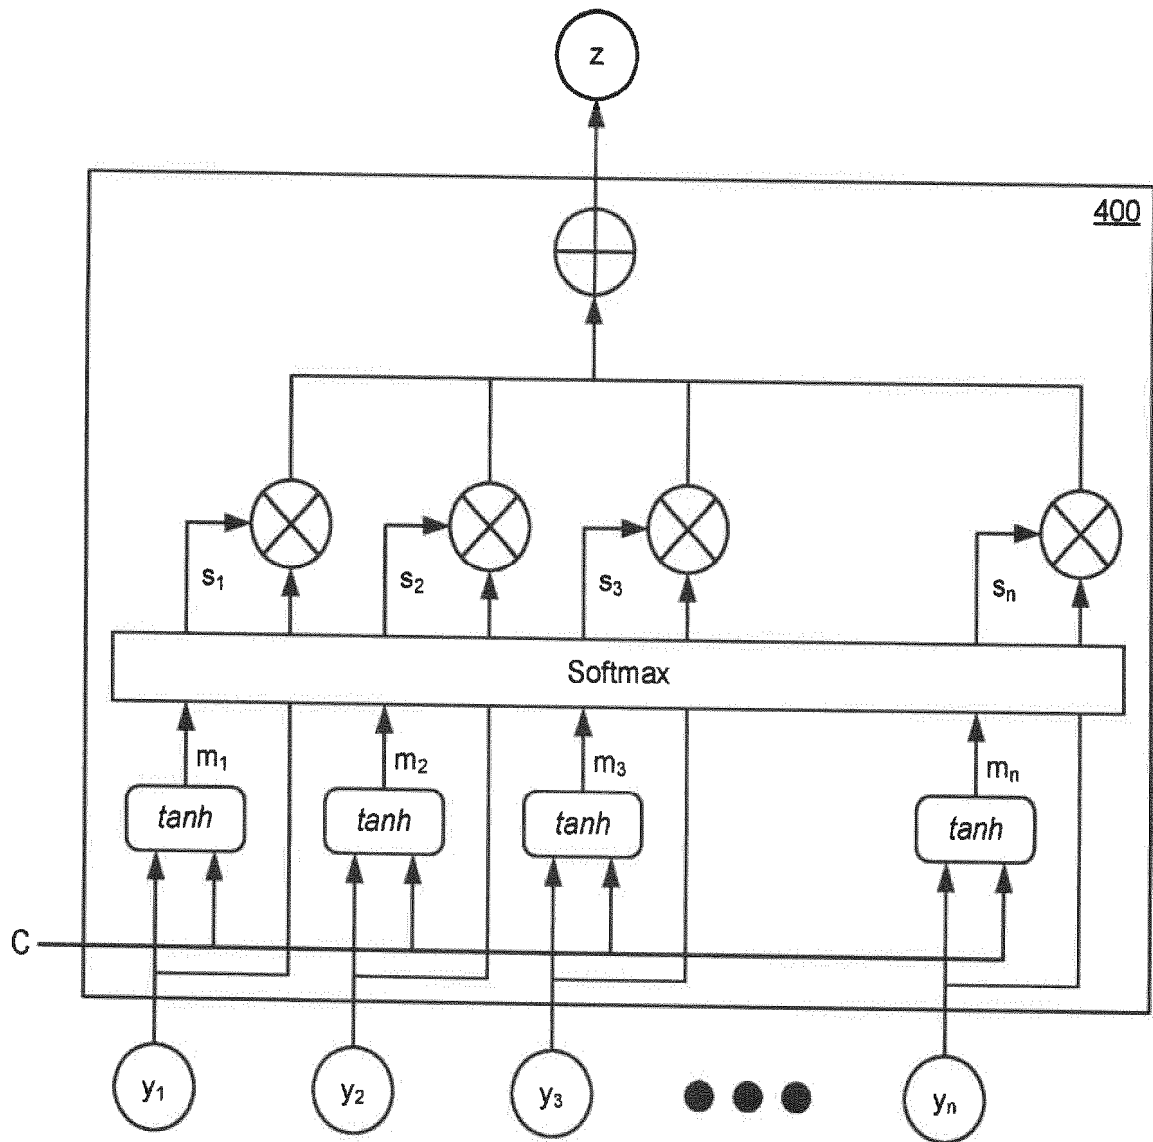 z
400
s₁ s₂ s₃ sₙ
Softmax
m₁ m₂ m₃ mₙ
tanh tanh tanh tanh
C
y₁ y₂ y₃ yₙ